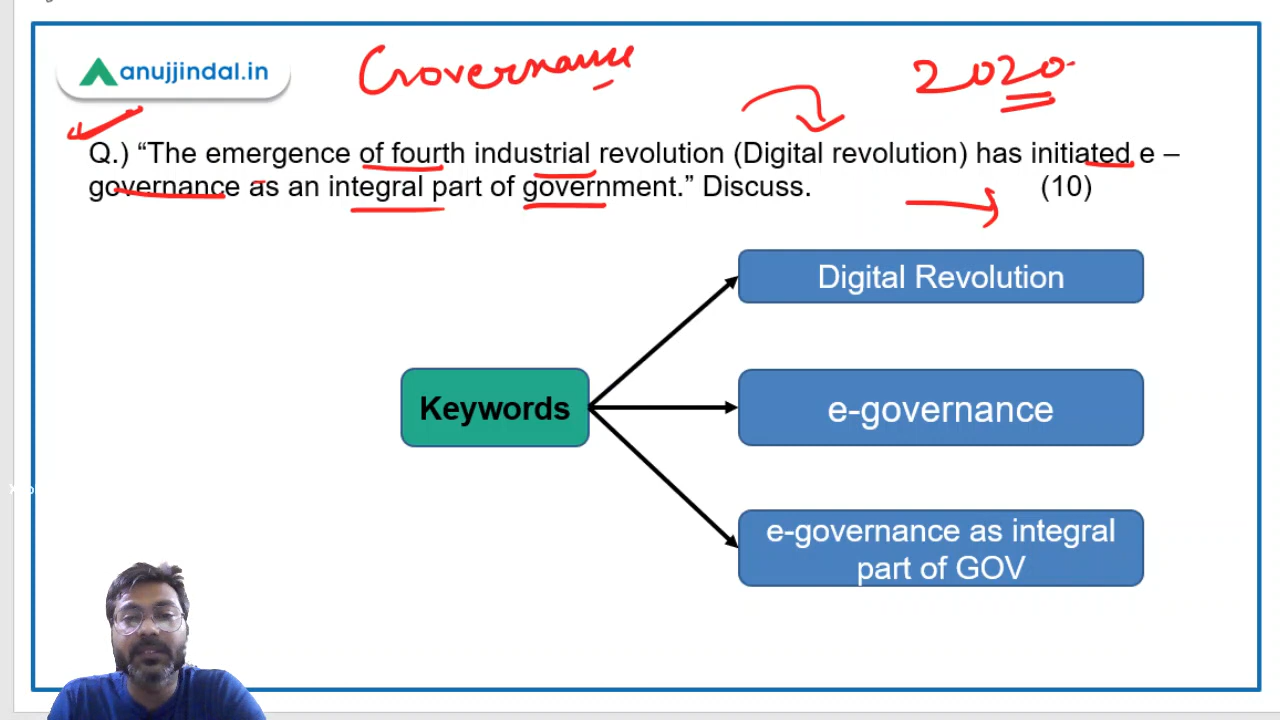 anujjindal.in
Governance
2020
Q.) “The emergence of fourth industrial revolution (Digital revolution) has initiated e –
governance as an integral part of government.” Discuss. (10)
Digital Revolution
Keywords
e-governance
e-governance as integral
part of GOV